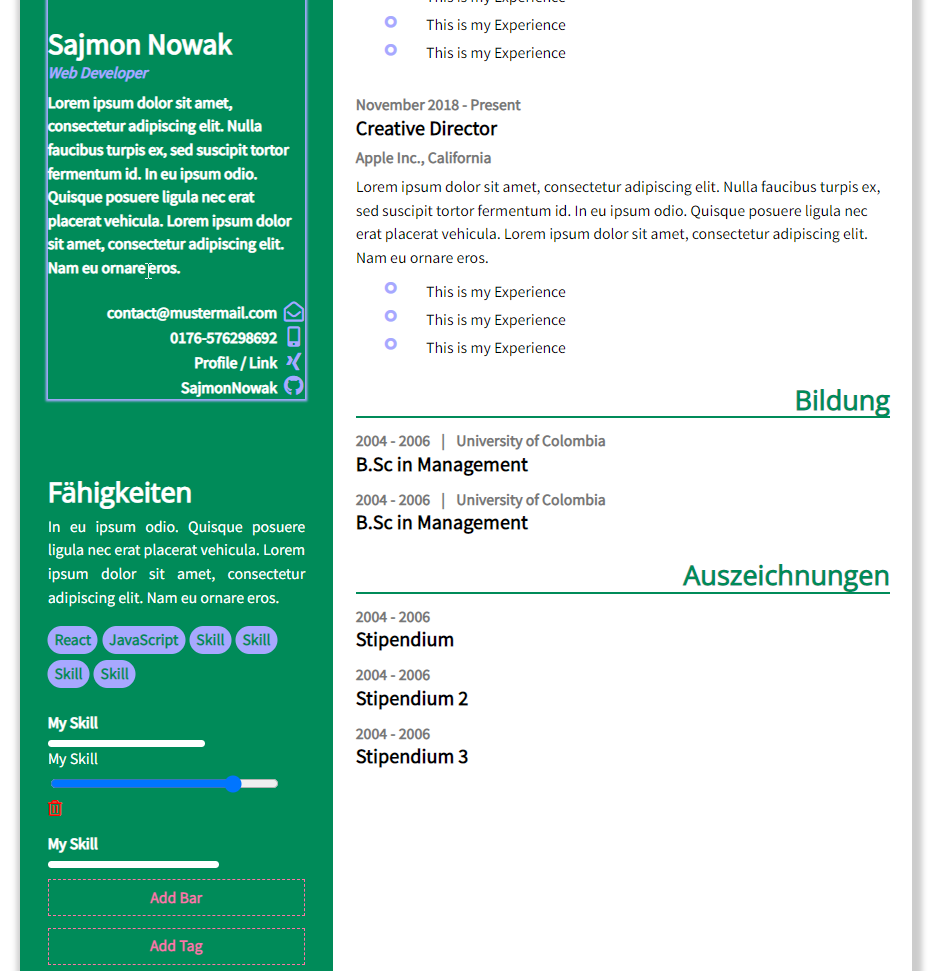 Sajmon Nowak
Web Developer
Lorem ipsum dolor sit amet,
consectetur adipiscing elit. Nulla
faucibus turpis ex, sed suscipit tortor
fermentum id. In eu ipsum odio.
Quisque posuere ligula nec erat
placerat vehicula. Lorem ipsum dolor
sit amet, consectetur adipiscing elit.
Nam eu ornare eros.
contact@mustermail.com
0176-576298692
Profile / Link
SajmonNowak
Fähigkeiten
In eu ipsum odio. Quisque posuere
ligula nec erat placerat vehicula. Lorem
ipsum dolor sit amet, consectetur
adipiscing elit. Nam eu ornare eros.
React JavaScript Skill Skill
Skill Skill
My Skill
My Skill
My Skill
Add Bar
Add Tag
This is my Experience
This is my Experience
This is my Experience
November 2018 - Present
Creative Director
Apple Inc., California
Lorem ipsum dolor sit amet, consectetur adipiscing elit. Nulla faucibus turpis ex,
sed suscipit tortor fermentum id. In eu ipsum odio. Quisque posuere ligula nec
erat placerat vehicula. Lorem ipsum dolor sit amet, consectetur adipiscing elit.
Nam eu ornare eros.
This is my Experience
This is my Experience
This is my Experience
Bildung
2004 - 2006 | University of Colombia
B.Sc in Management
2004 - 2006 | University of Colombia
B.Sc in Management
Auszeichnungen
2004 - 2006
Stipendium
2004 - 2006
Stipendium 2
2004 - 2006
Stipendium 3